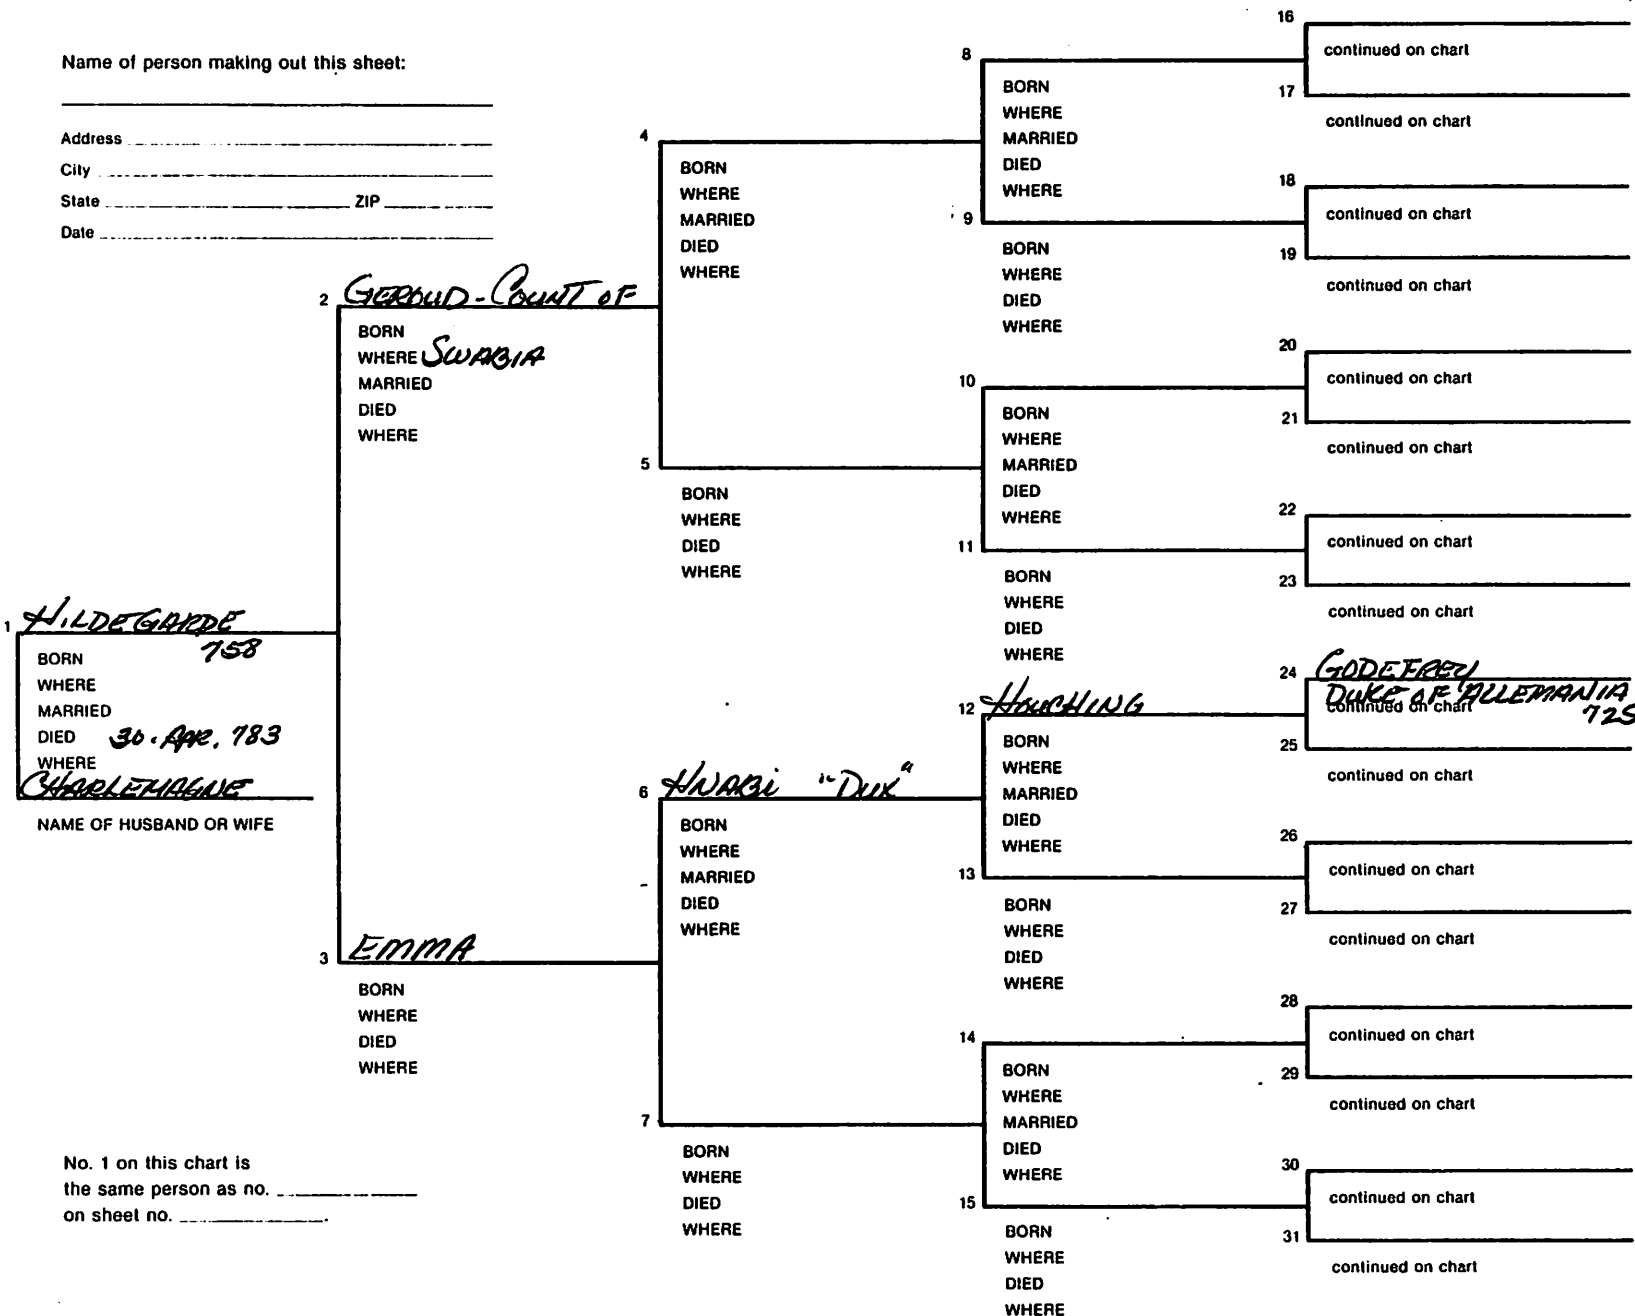 Name of person making out this sheet:
Address
City
State ZIP
Date
1 HILDEGARDE
BORN 758
WHERE
MARRIED
DIED 30. APR. 783
WHERE
CHARLEMAGNE
NAME OF HUSBAND OR WIFE
No. 1 on this chart is
the same person as no.
on sheet no.
2 GEROUD - COUNT OF
BORN
WHERE SWABIA
MARRIED
DIED
WHERE
3 EMMA
BORN
WHERE
DIED
WHERE
4
BORN
WHERE
MARRIED
DIED
WHERE
5
BORN
WHERE
DIED
WHERE
6 HNABI "DUX"
BORN
WHERE
MARRIED
DIED
WHERE
7
BORN
WHERE
DIED
WHERE
8
BORN
WHERE
MARRIED
DIED
WHERE
9
BORN
WHERE
DIED
WHERE
10
BORN
WHERE
MARRIED
DIED
WHERE
11
BORN
WHERE
DIED
WHERE
12 HOUCHING
BORN
WHERE
MARRIED
DIED
WHERE
13
BORN
WHERE
DIED
WHERE
14
BORN
WHERE
MARRIED
DIED
WHERE
15
BORN
WHERE
DIED
WHERE
16
continued on chart
17
continued on chart
18
continued on chart
19
continued on chart
20
continued on chart
21
continued on chart
22
continued on chart
23
continued on chart
24 GODEFREY
DUKE OF ALLEMANIA
continued on chart
25
continued on chart
26
continued on chart
27
continued on chart
28
continued on chart
29
continued on chart
30
continued on chart
31
continued on chart